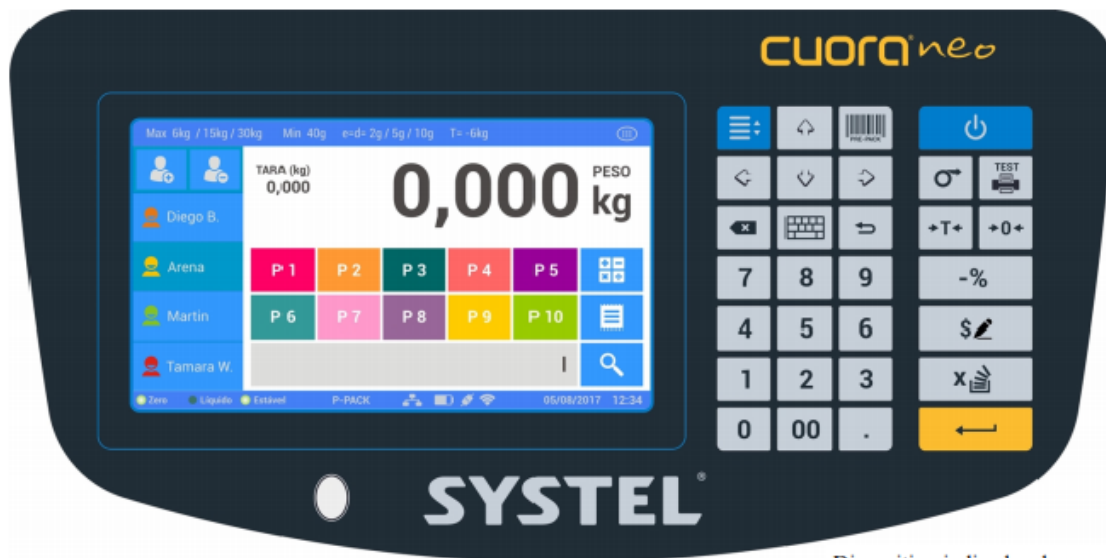 cuora neo
Max 6kg / 15kg / 30kg Min 40g e=d= 2g / 5g / 10g T= -6kg
TARA (kg)
0,000
0,000
PESO
kg
Diego B.
Arena
Martin
Tamara W.
P 1 P 2 P 3 P 4 P 5
P 6 P 7 P 8 P 9 P 10
Zero Líquido Estável P-PACK 05/08/2017 12:34
PRE-PACK
TEST
T 0
7 8 9 -%
4 5 6 $
1 2 3 x
0 00 .
SYSTEL®